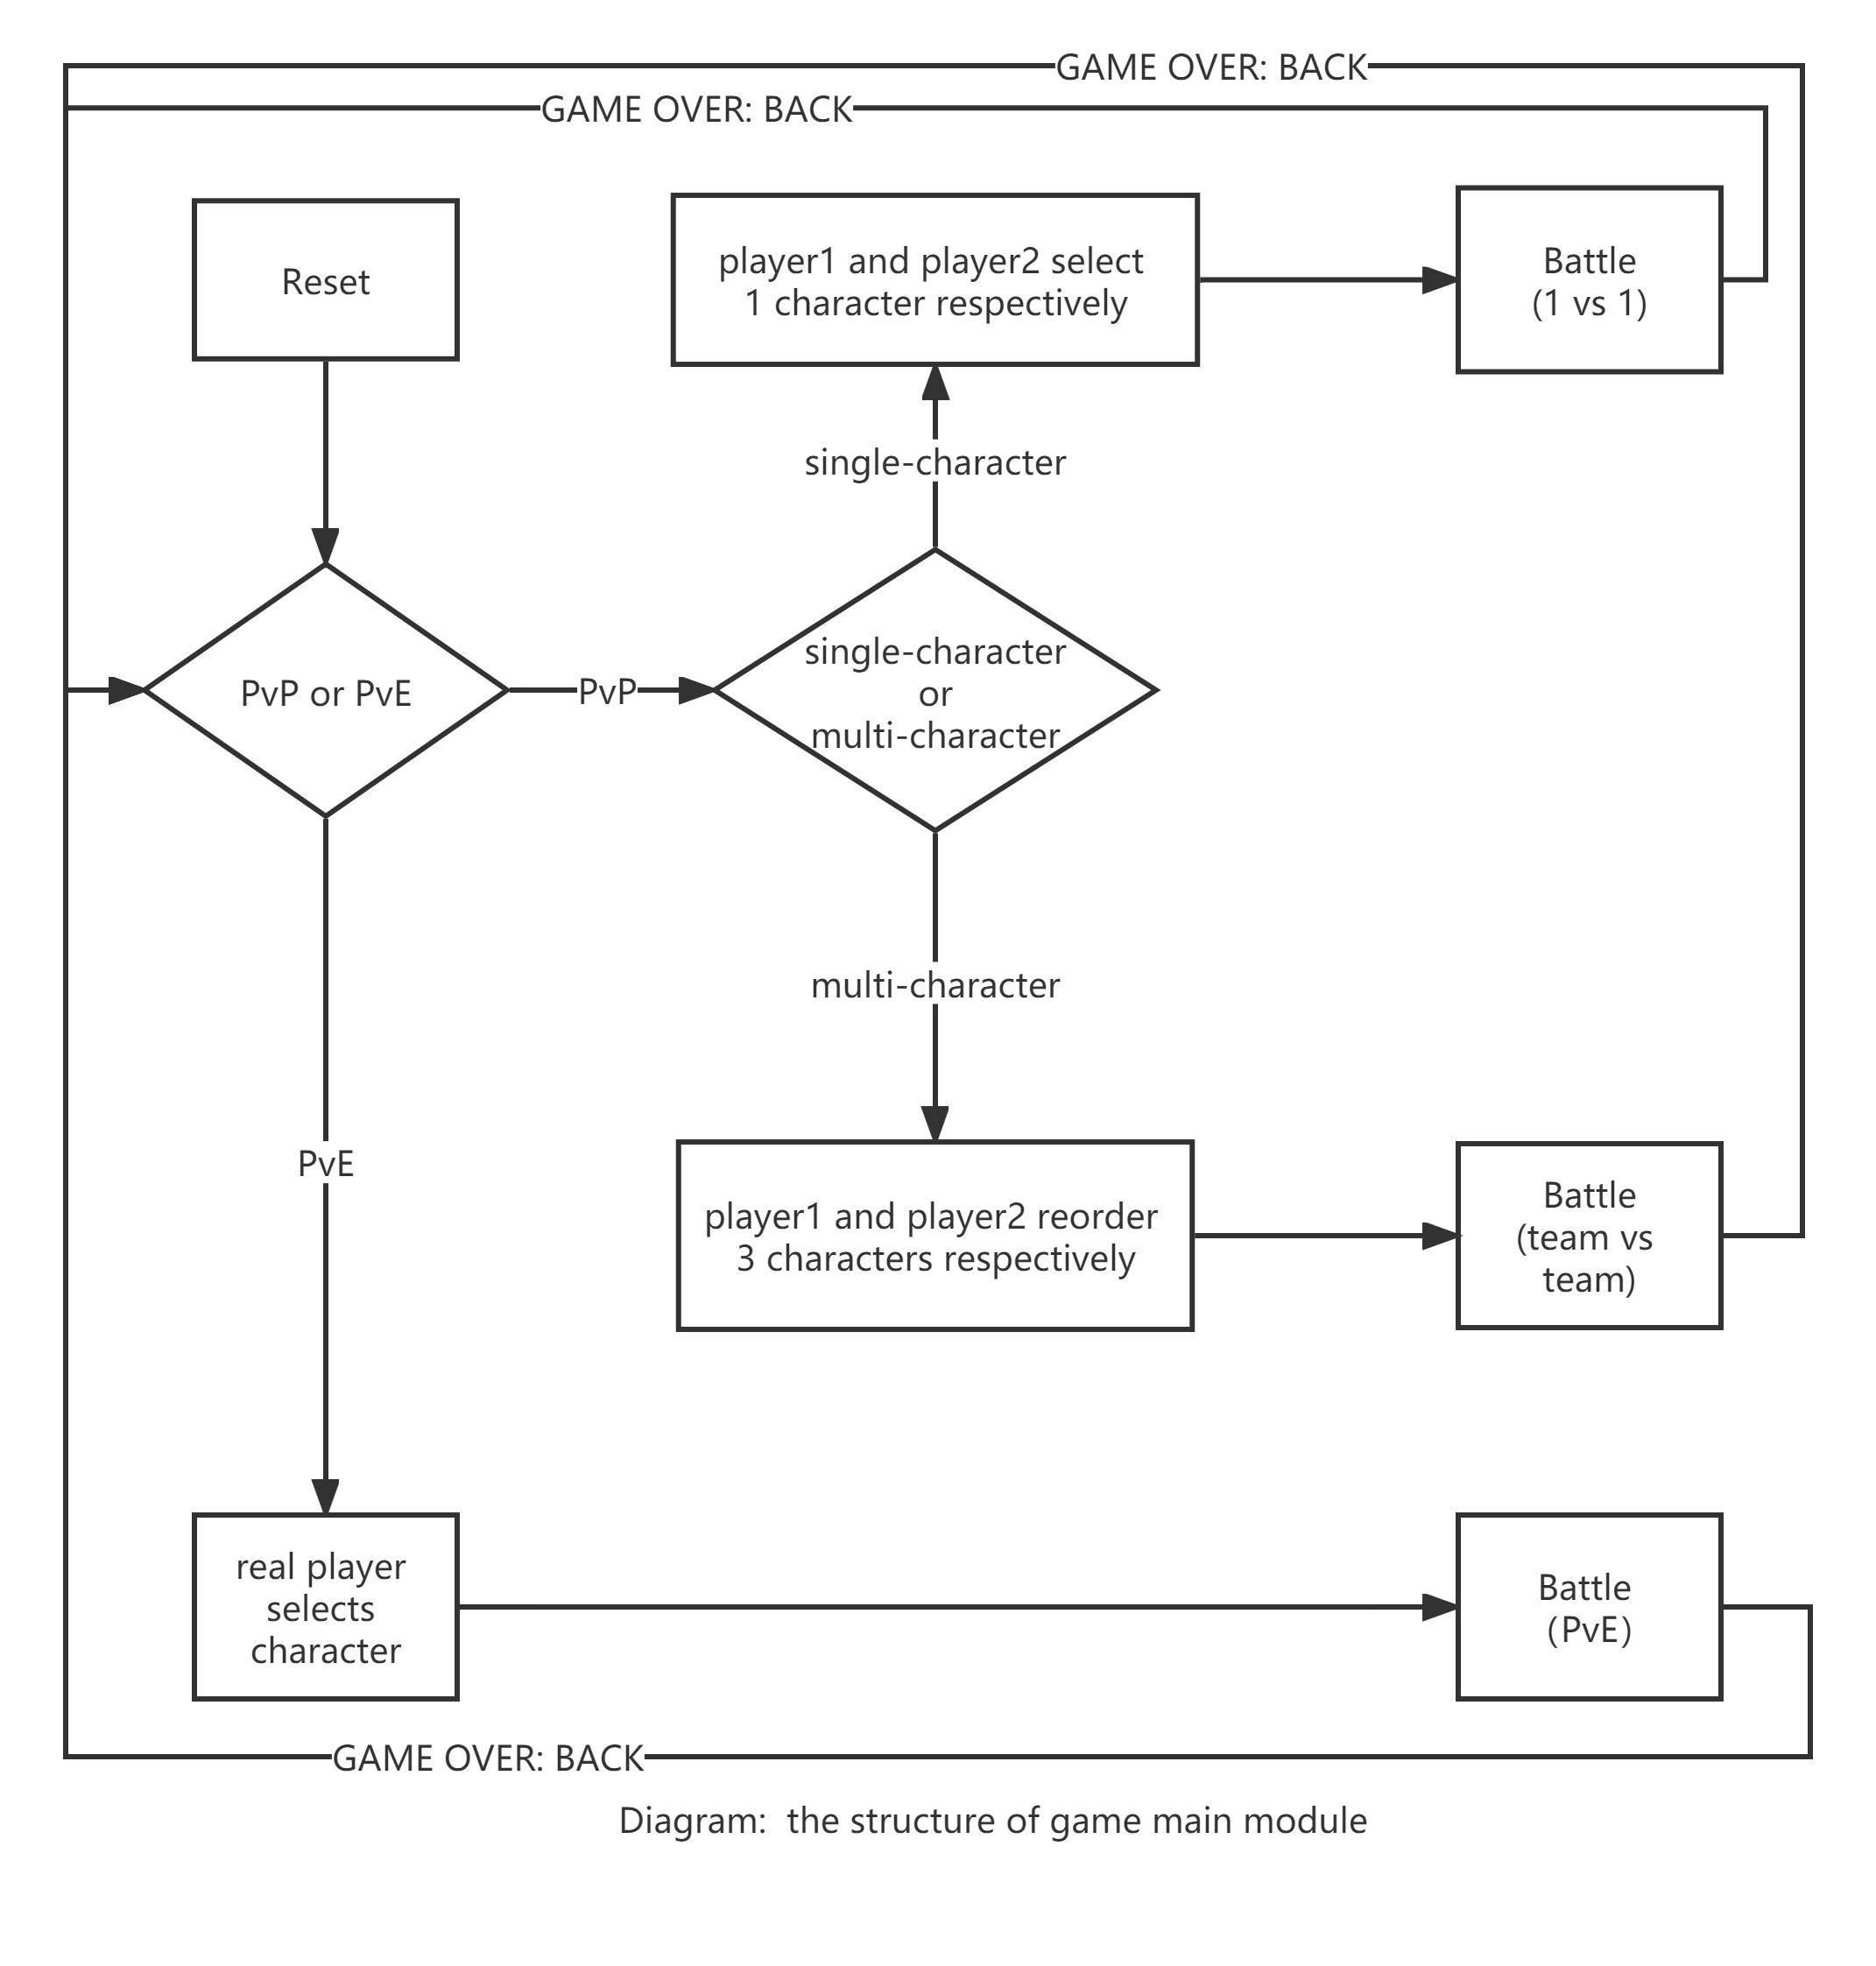 GAME OVER: BACK
GAME OVER: BACK
Reset
player1 and player2 select
1 character respectively
Battle
(1 vs 1)
single-character
PvP or PvE
PvP
single-character
or
multi-character
multi-character
PvE
player1 and player2 reorder
3 characters respectively
Battle
(team vs
team)
real player
selects
character
Battle
(PvE)
GAME OVER: BACK
Diagram:  the structure of game main module